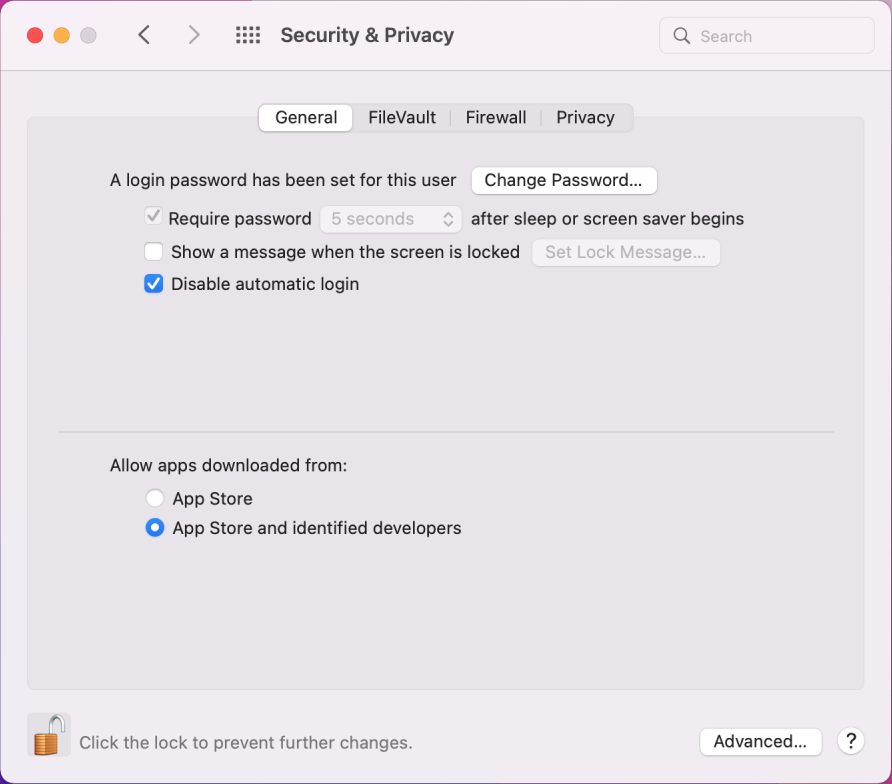 Security & Privacy
Search
General FileVault Firewall Privacy
A login password has been set for this user Change Password...
Require password 5 seconds after sleep or screen saver begins
Show a message when the screen is locked Set Lock Message...
Disable automatic login
Allow apps downloaded from:
App Store
App Store and identified developers
Click the lock to prevent further changes.
Advanced... ?